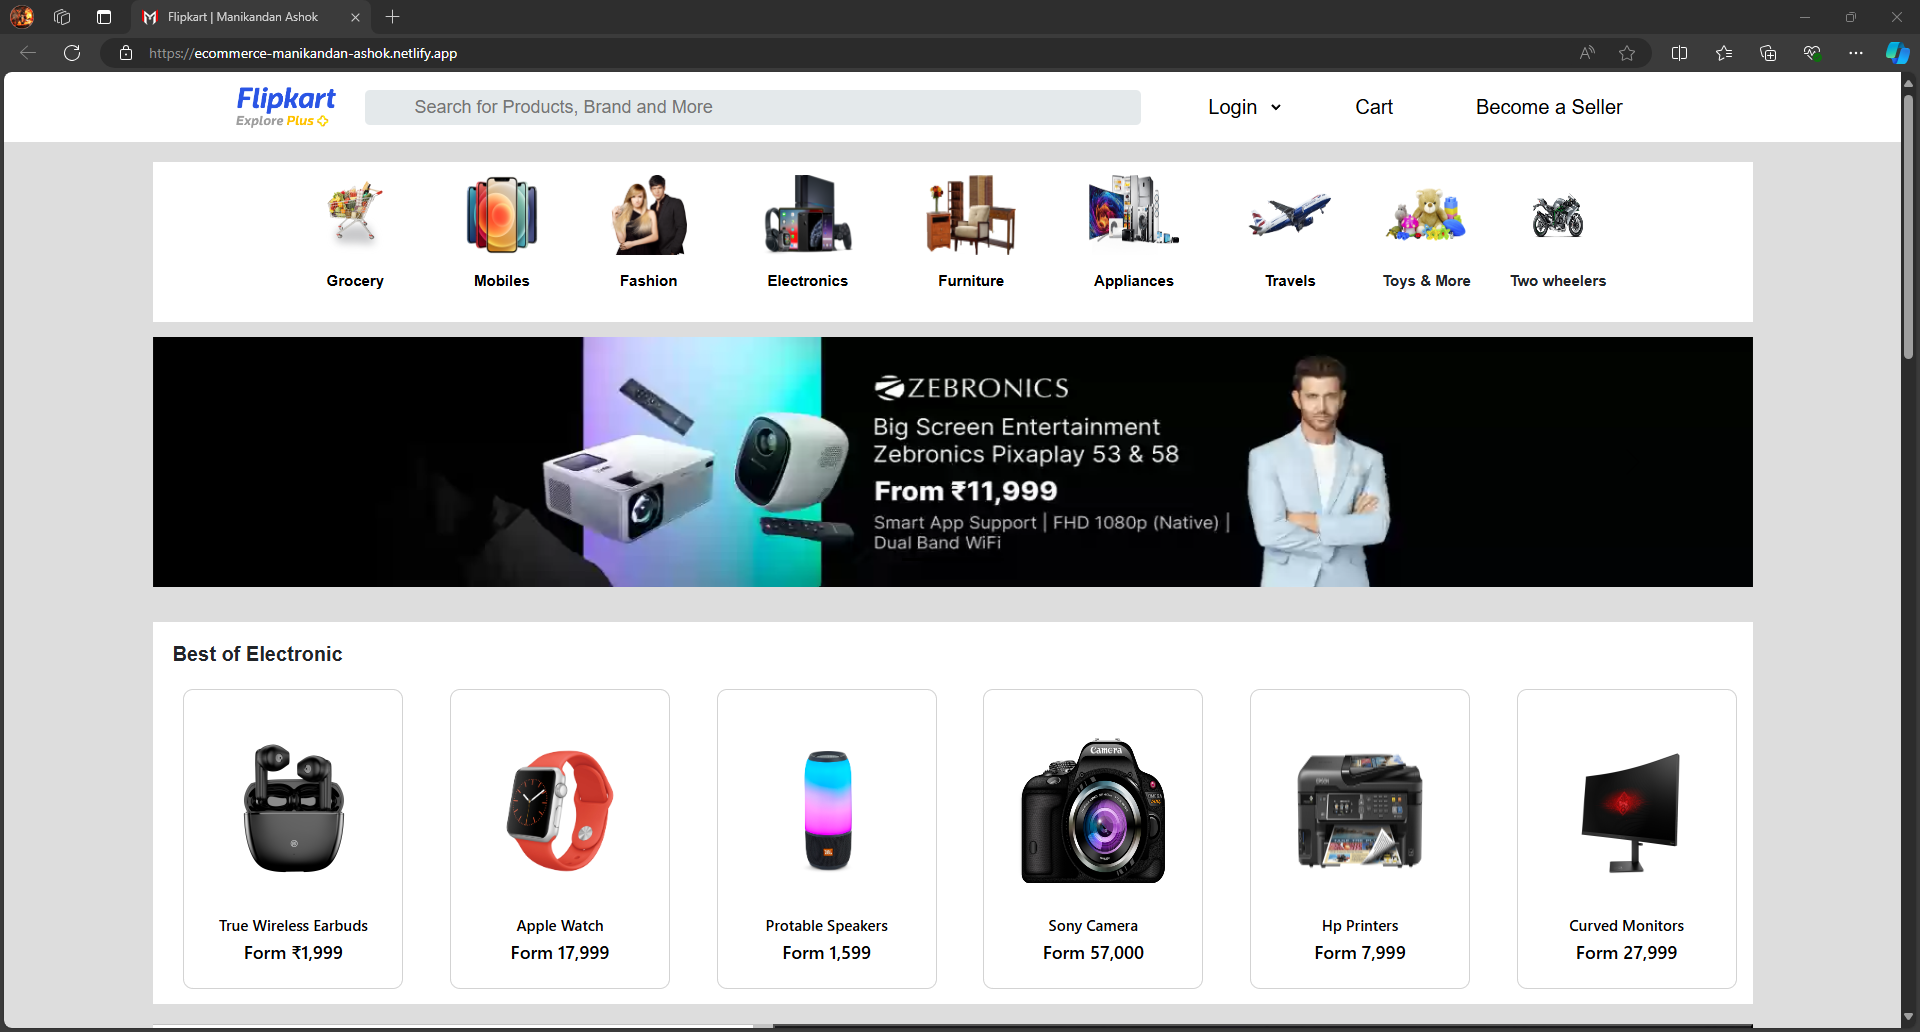 Flipkart | Manikandan Ashok
https://ecommerce-manikandan-ashok.netlify.app
Flipkart
Explore Plus
Search for Products, Brand and More
Login
Cart
Become a Seller
Grocery
Mobiles
Fashion
Electronics
Furniture
Appliances
Travels
Toys & More
Two wheelers
ZEBRONICS
Big Screen Entertainment
Zebronics Pixaplay 53 & 58
From ₹11,999
Smart App Support | FHD 1080p (Native) |
Dual Band WiFi
Best of Electronic
Camera
JBL
True Wireless Earbuds
Form ₹1,999
Apple Watch
Form 17,999
Protable Speakers
Form 1,599
Sony Camera
Form 57,000
Hp Printers
Form 7,999
Curved Monitors
Form 27,999